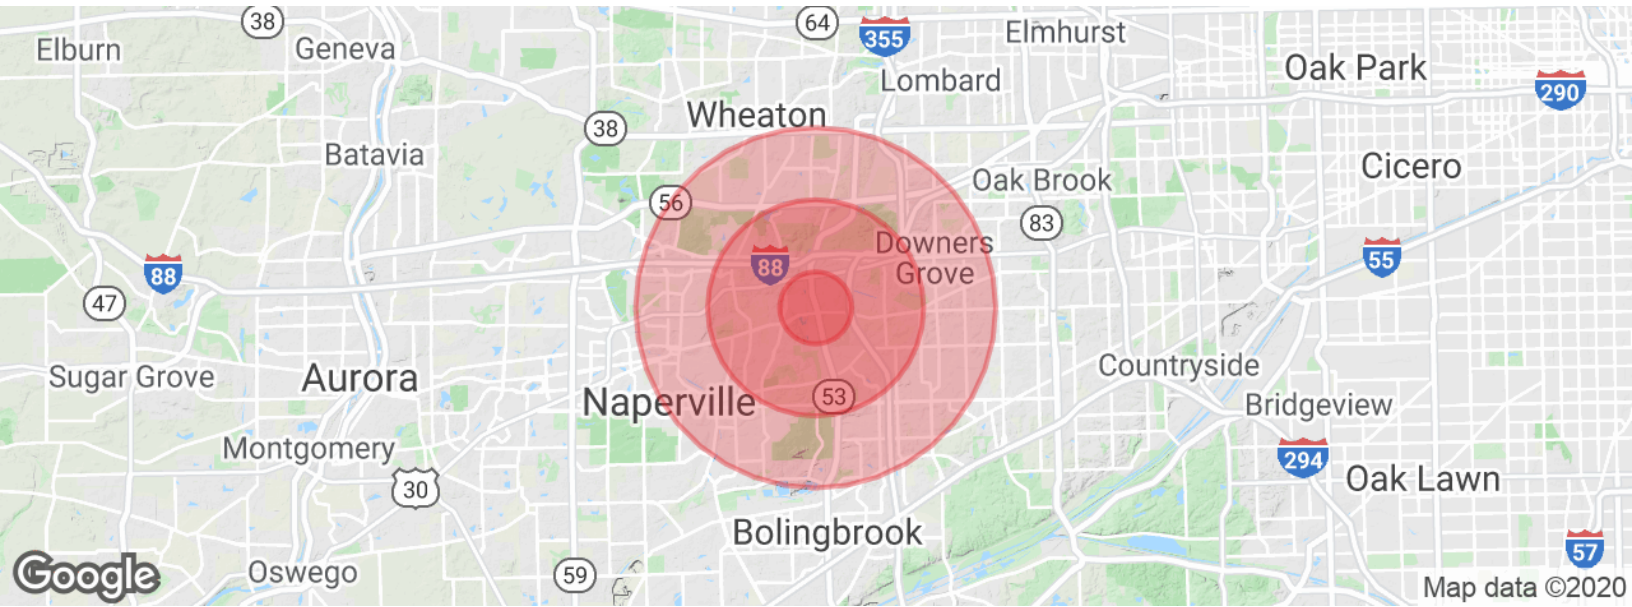 38
64
355
Elburn
Geneva
Elmhurst
Lombard
Oak Park
290
Wheaton
38
Batavia
Cicero
Oak Brook
56
83
Downers
Grove
88
88
55
47
Sugar Grove
Aurora
Countryside
Naperville
53
Bridgeview
Montgomery
294
30
Oak Lawn
Bolingbrook
57
Google
Oswego
59
Map data ©2020